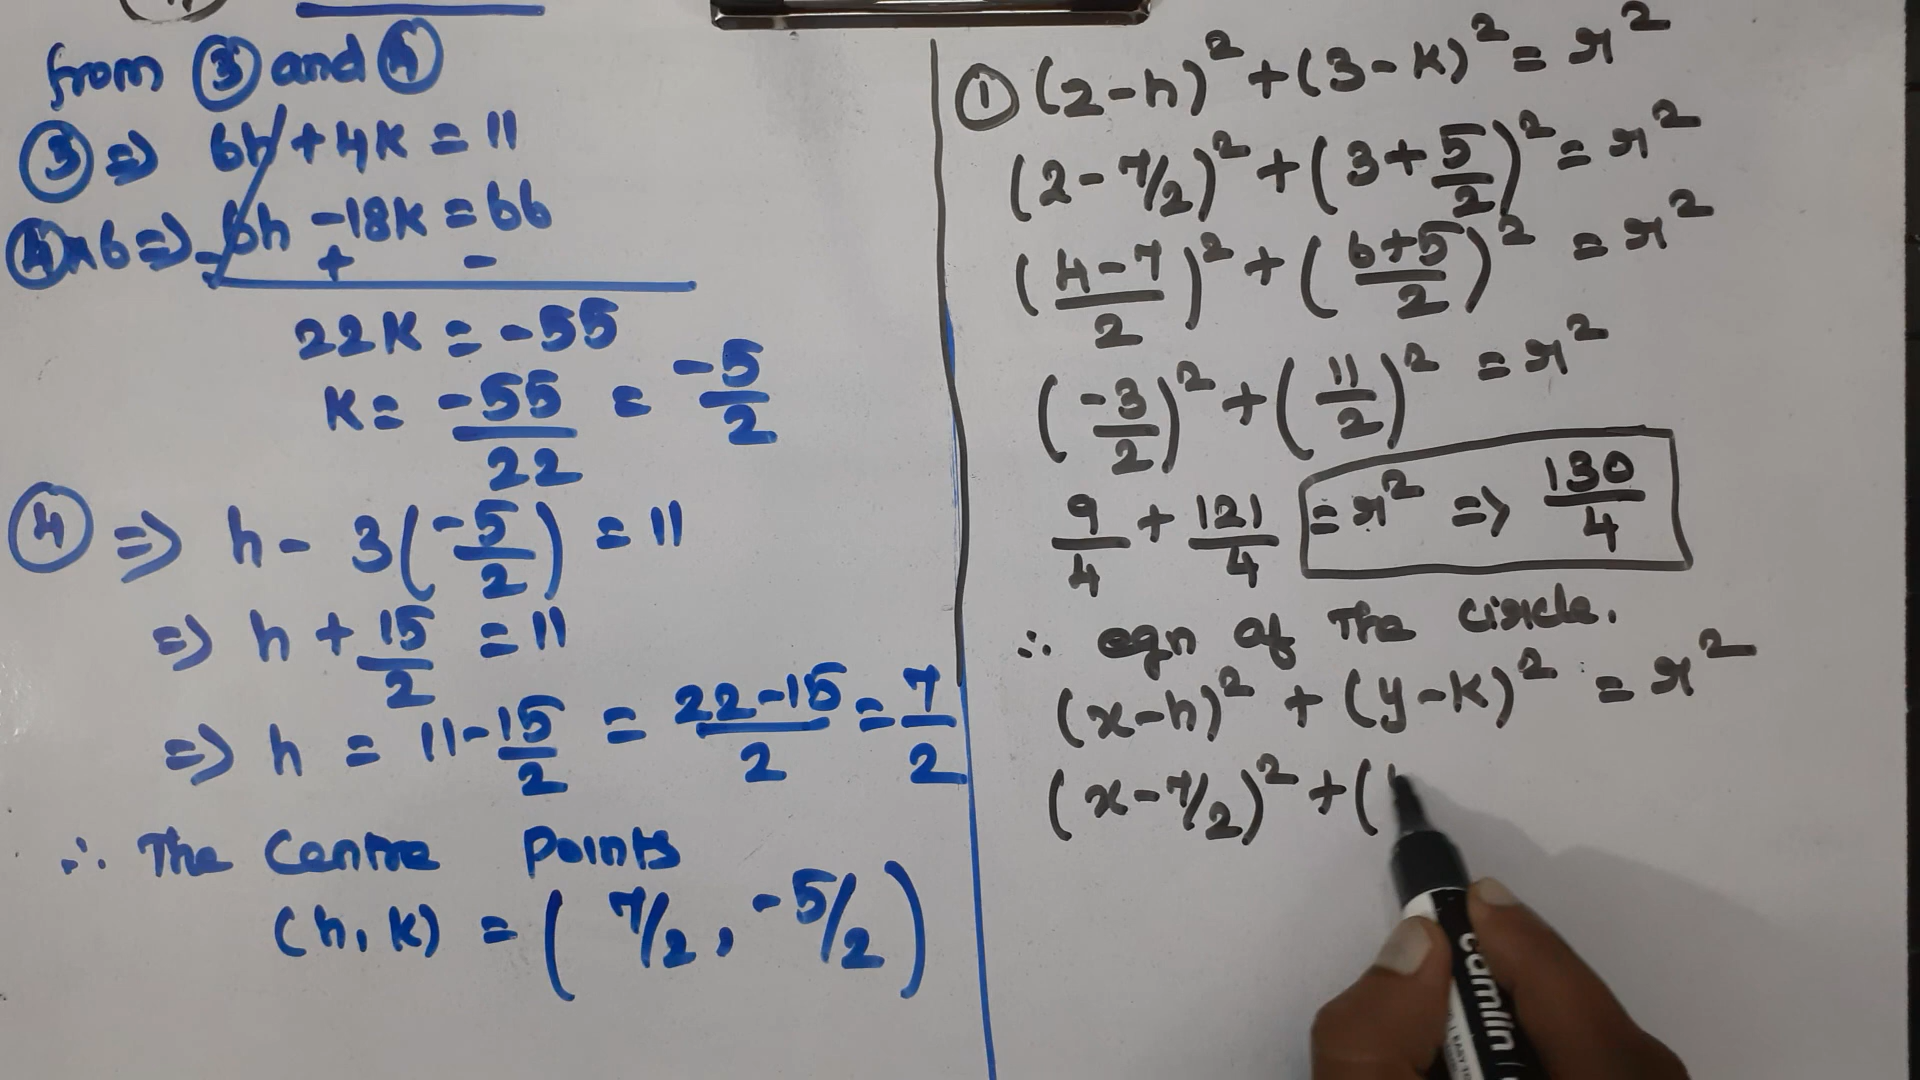 from ③ and ④
③ => 6h + 4k = 11
④×6 => 6h - 18k = 66
- + -
22k = -55
k = -55/22 = -5/2
④ => h - 3(-5/2) = 11
=> h + 15/2 = 11
=> h = 11 - 15/2 = 22-15/2 = 7/2
∴ The Centre points
(h, k) = (7/2, -5/2)
① (2-h)² + (3-k)² = r²
(2 - 7/2)² + (3 + 5/2)² = r²
(4-7/2)² + (6+5/2)² = r²
(-3/2)² + (11/2)² = r²
9/4 + 121/4 = r² => 130/4
∴ eqn of The Circle.
(x-h)² + (y-k)² = r²
(x - 7/2)² + (
camlin